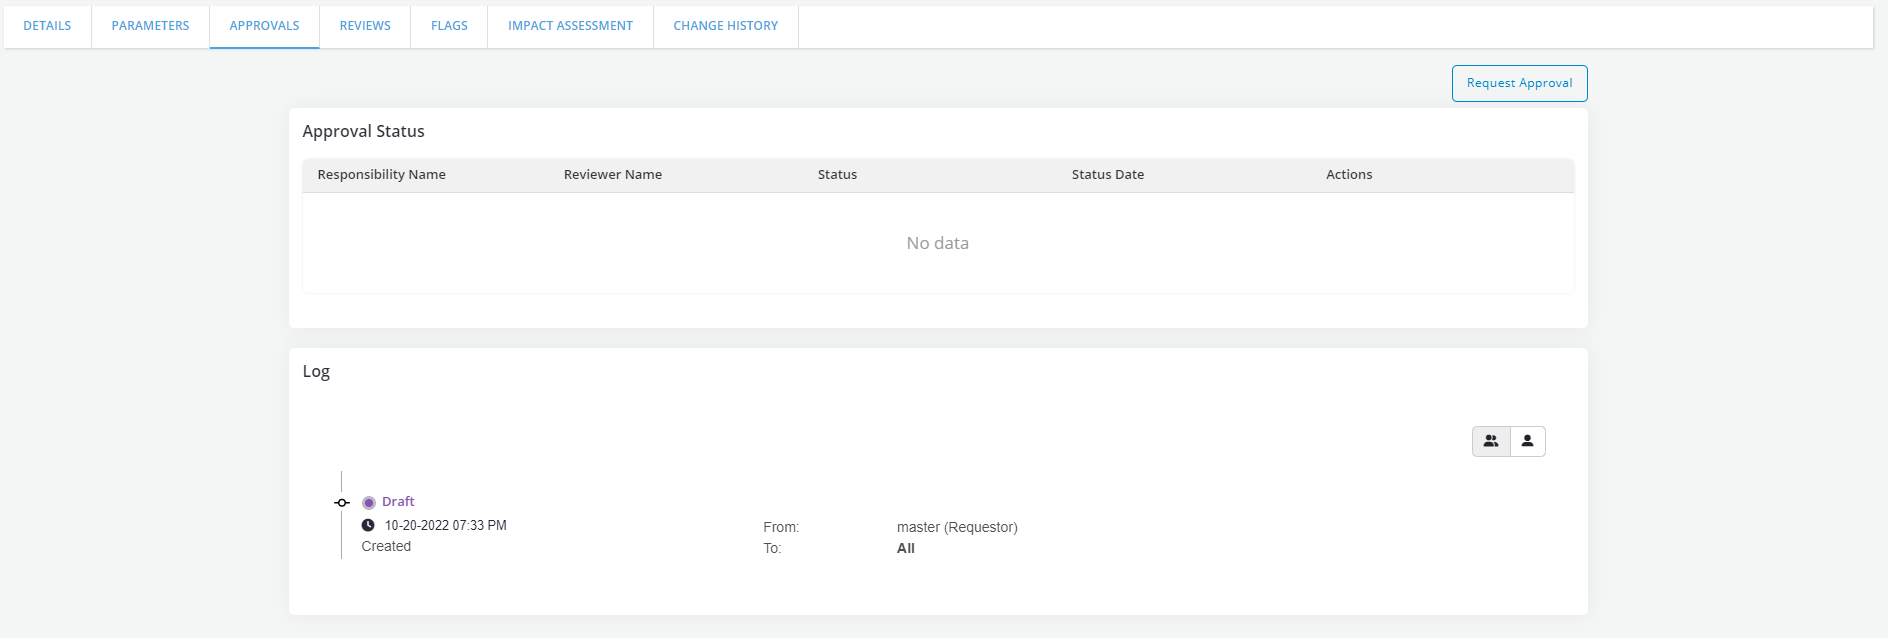 DETAILS PARAMETERS APPROVALS REVIEWS FLAGS IMPACT ASSESSMENT CHANGE HISTORY
Request Approval
Approval Status
Responsibility Name Reviewer Name Status Status Date Actions
No data
Log
Draft
10-20-2022 07:33 PM
Created
From: master (Requestor)
To: All